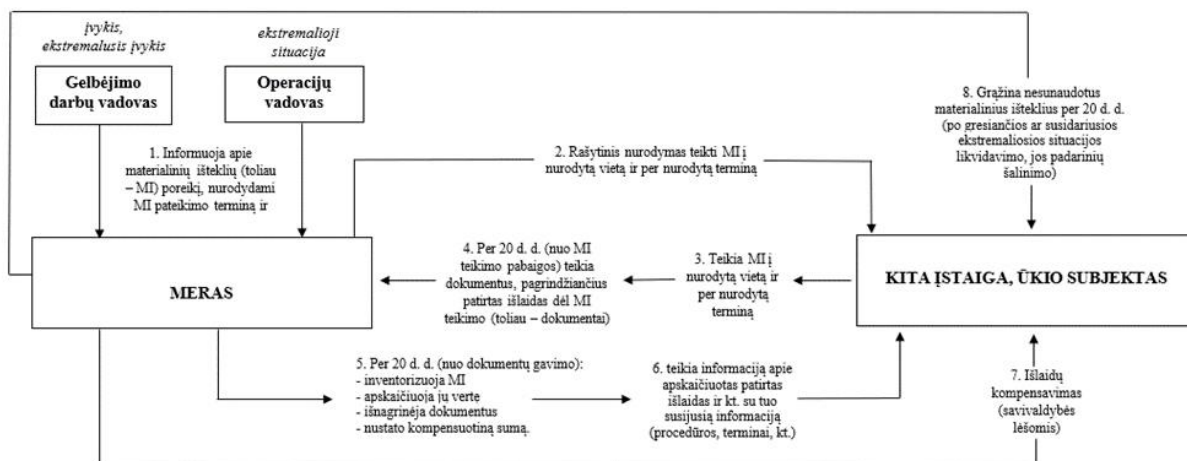 įvykis,
ekstremalusis įvykis
ekstremalioji
situacija
Gelbėjimo
darbų vadovas
Operacijų
vadovas
1. Informuoja apie
materialinių išteklių (toliau
– MI) poreikį, nurodydami
MI pateikimo terminą ir
2. Rašytinis nurodymas teikti MI į
nurodytą vietą ir per nurodytą terminą
8. Grąžina nesunaudotus
materialinius išteklius per 20 d. d.
(po gresiančios ar susidariusios
ekstremaliosios situacijos
likvidavimo, jos padarinių
šalinimo)
MERAS
4. Per 20 d. d. (nuo MI
teikimo pabaigos) teikia
dokumentus, pagrindžiančius
patirtas išlaidas dėl MI
teikimo (toliau – dokumentai)
3. Teikia MI į
nurodytą vietą ir
per nurodytą
terminą
KITA ĮSTAIGA, ŪKIO SUBJEKTAS
5. Per 20 d. d. (nuo dokumentų gavimo):
- inventorizuoja MI
- apskaičiuoja jų vertę
- išnagrinėja dokumentus
- nustato kompensuotiną sumą.
6. teikia informaciją apie
apskaičiuotas patirtas
išlaidas ir kt. su tuo
susijusią informaciją
(procedūros, terminai, kt.)
7. Išlaidų
kompensavimas
(savivaldybės
lėšomis)